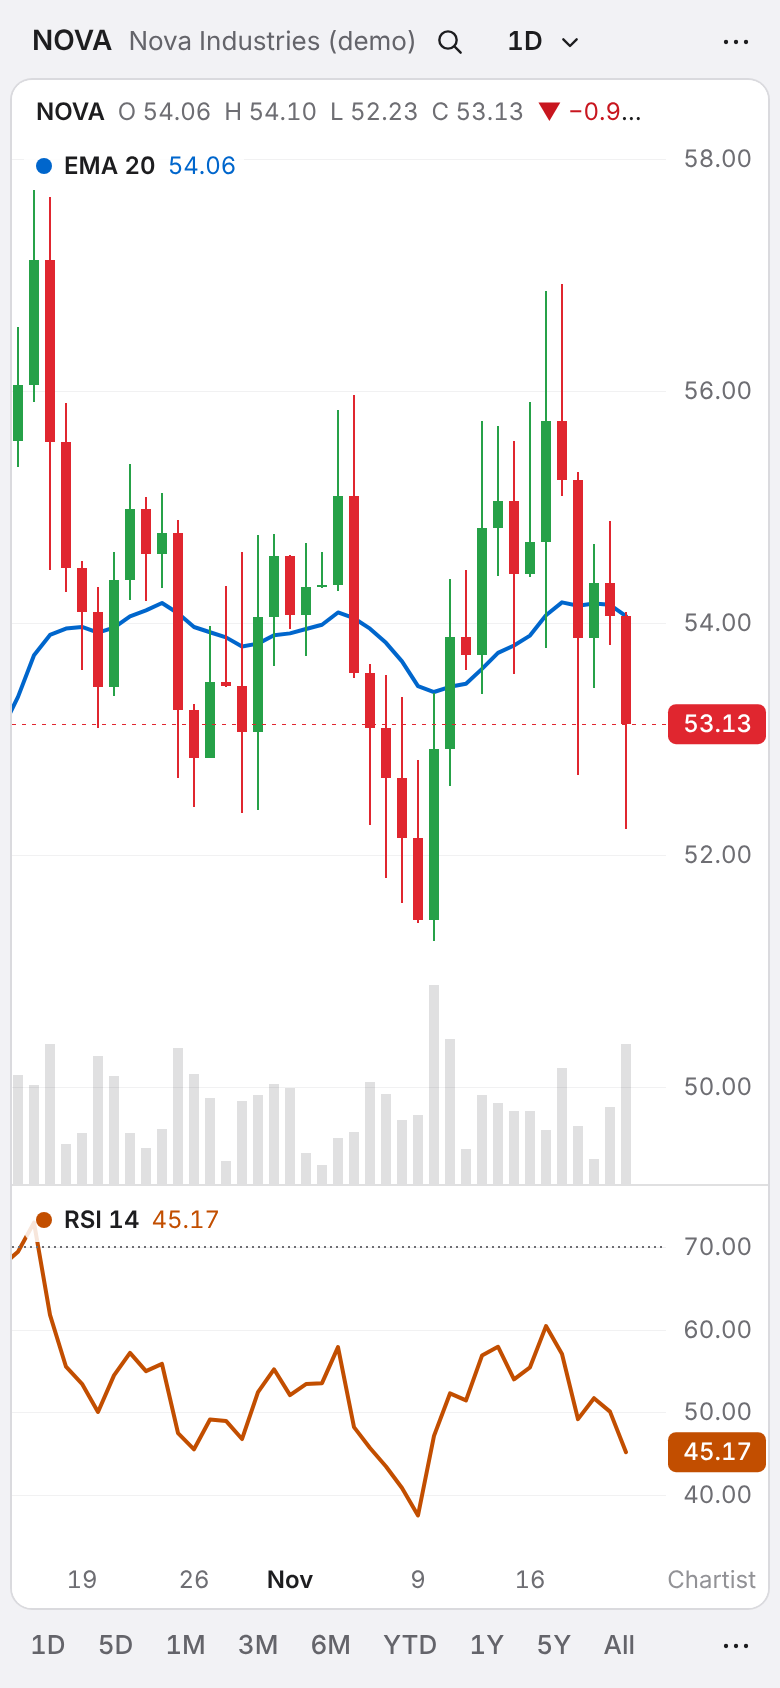 NOVA Nova Industries (demo) 1D ...
NOVA O 54.06 H 54.10 L 52.23 C 53.13 ▼ −0.9...
EMA 20 54.06
58.00
56.00
54.00
53.13
52.00
50.00
RSI 14 45.17
70.00
60.00
50.00
45.17
40.00
19 26 Nov 9 16 Chartist
1D 5D 1M 3M 6M YTD 1Y 5Y All ...